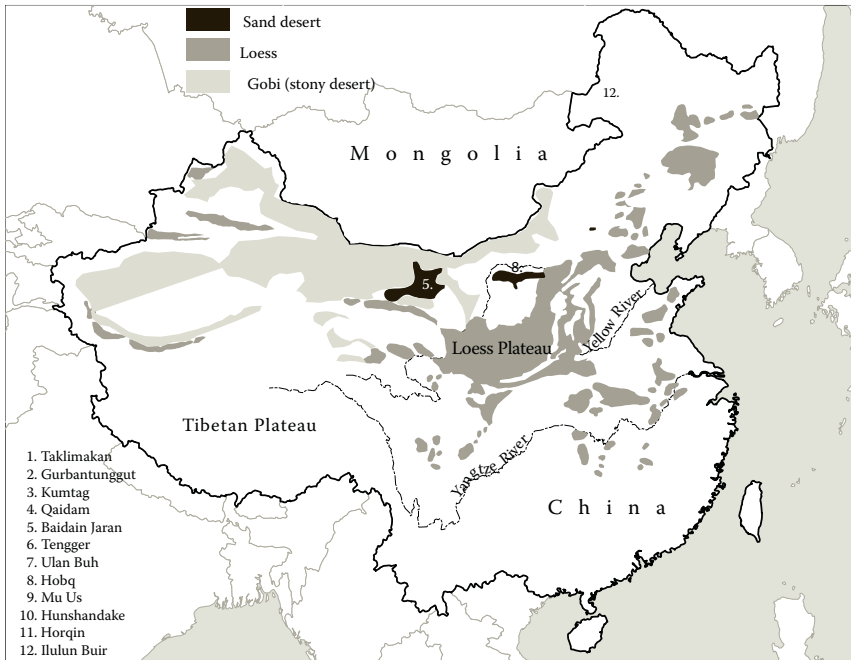 Sand desert
Loess
Gobi (stony desert)
12.
Mongolia
8.
5.
Yellow River
Loess Plateau
Tibetan Plateau
Yangtze River
China
1. Taklimakan
2. Gurbantunggut
3. Kumtag
4. Qaidam
5. Baidain Jaran
6. Tengger
7. Ulan Buh
8. Hobq
9. Mu Us
10. Hunshandake
11. Horqin
12. Ilulun Buir